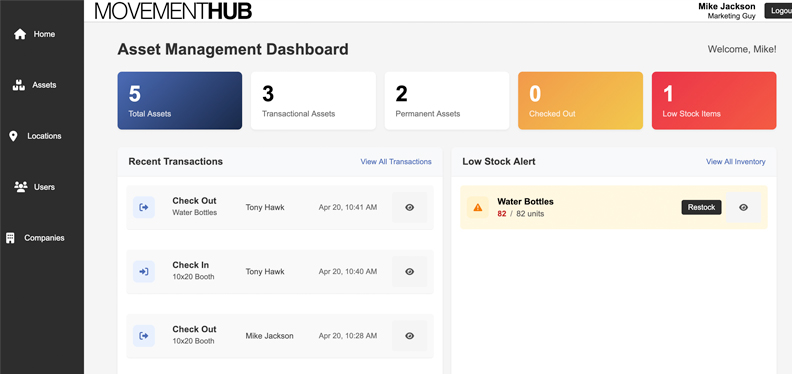 MOVEMENTHUB
Mike Jackson
Marketing Guy
Logou
Home
Assets
Locations
Users
Companies
Asset Management Dashboard
Welcome, Mike!
5
Total Assets
3
Transactional Assets
2
Permanent Assets
0
Checked Out
1
Low Stock Items
Recent Transactions
View All Transactions
Check Out
Water Bottles
Tony Hawk
Apr 20, 10:41 AM
Check In
10x20 Booth
Tony Hawk
Apr 20, 10:40 AM
Check Out
10x20 Booth
Mike Jackson
Apr 20, 10:28 AM
Low Stock Alert
View All Inventory
Water Bottles
82 / 82 units
Restock